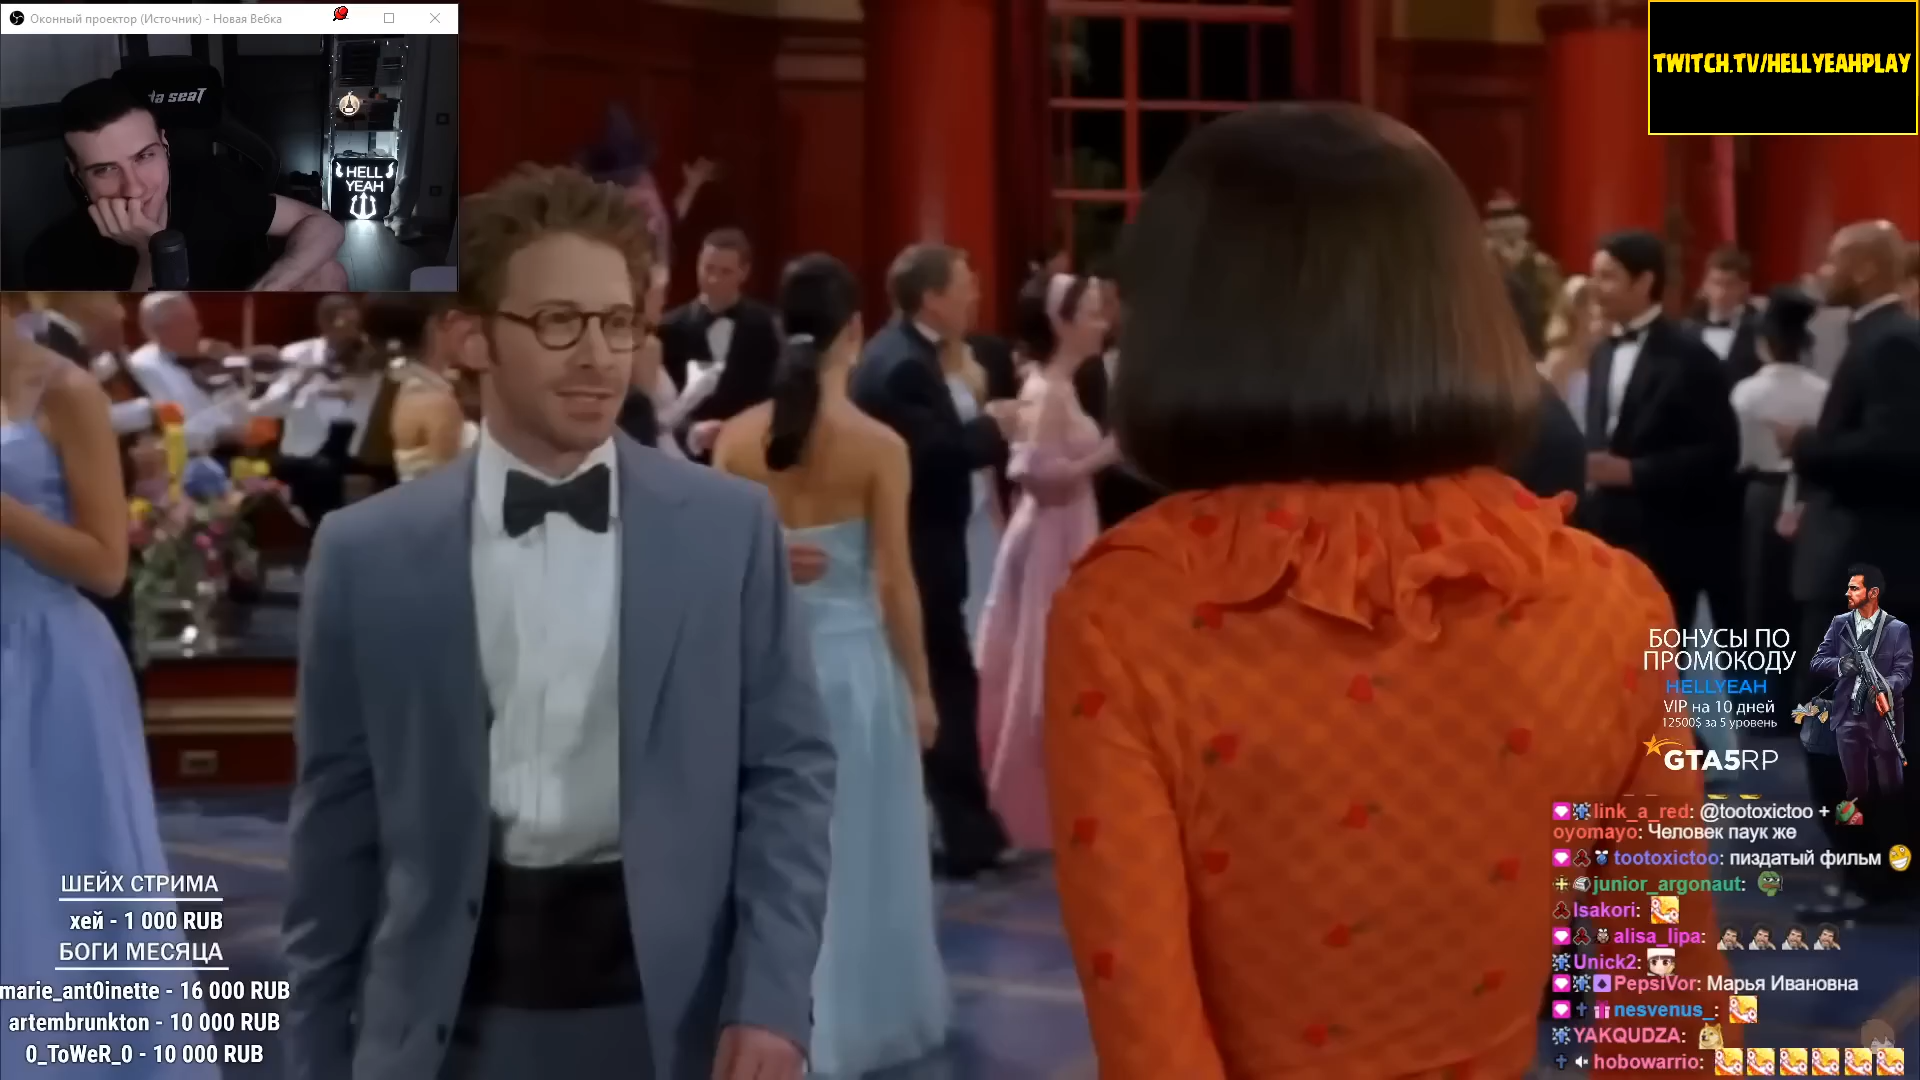 Оконный проектор (Источник) - Новая Вебка
da seat
HELL
YEAH
TWITCH.TV/HELLYEAHPLAY
БОНУСЫ ПО
ПРОМОКОДУ
HELLYEAH
VIP на 10 дней
12500$ за 5 уровень
GTA5RP
link_a_red: @tootoxictoo +
oyomayo: Человек паук же
tootoxictoo: пиздатый фильм
junior_argonaut:
Isakori:
alisa_lipa:
Unick2:
PepsiVor: Марья Ивановна
nesvenus_:
YAKQUDZA:
hobowarrio:
ШЕЙХ СТРИМА
хей - 1 000 RUB
БОГИ МЕСЯЦА
marie_ant0inette - 16 000 RUB
artembrunkton - 10 000 RUB
0_ToWeR_0 - 10 000 RUB